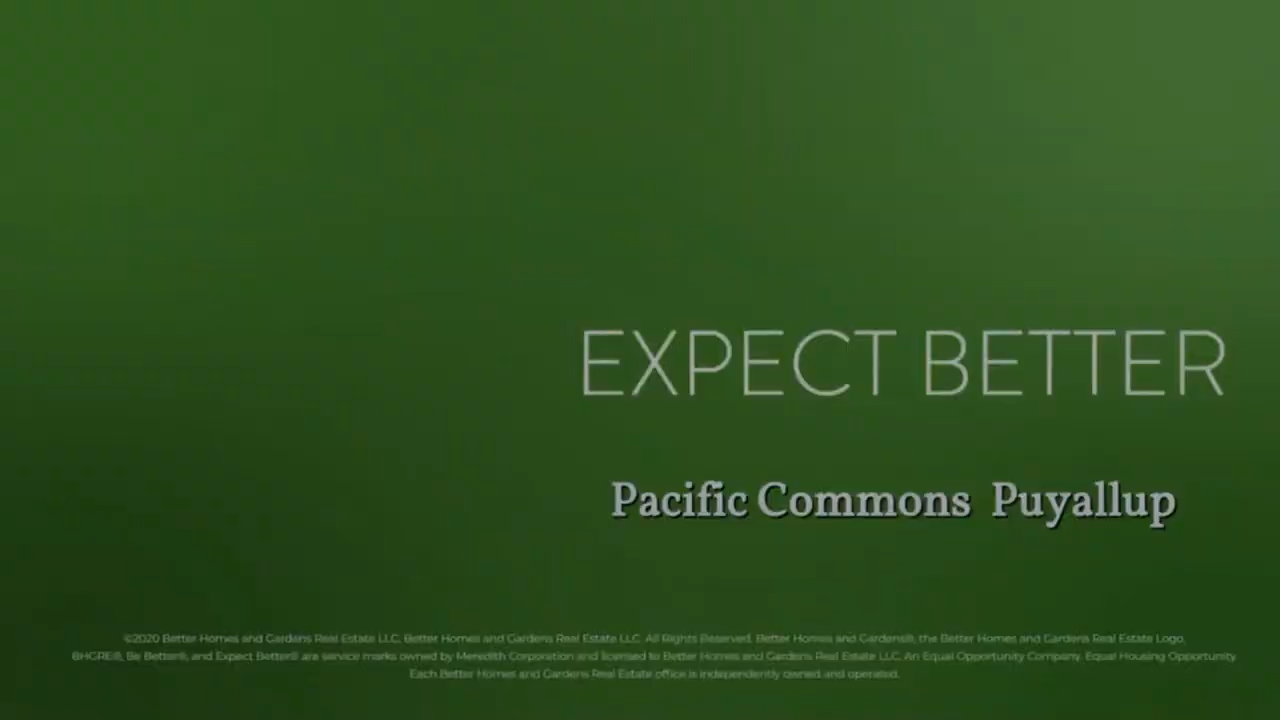 EXPECT BETTER
Pacific Commons Puyallup
©2020 Better Homes and Gardens Real Estate LLC. Better Homes and Gardens Real Estate LLC. All Rights Reserved. Better Homes and Gardens®, the Better Homes and Gardens Real Estate Logo,
BHGRE®, Be Better®, and Expect Better® are service marks owned by Meredith Corporation and licensed to Better Homes and Gardens Real Estate LLC. An Equal Opportunity Company. Equal Housing Opportunity.
Each Better Homes and Gardens Real Estate office is independently owned and operated.